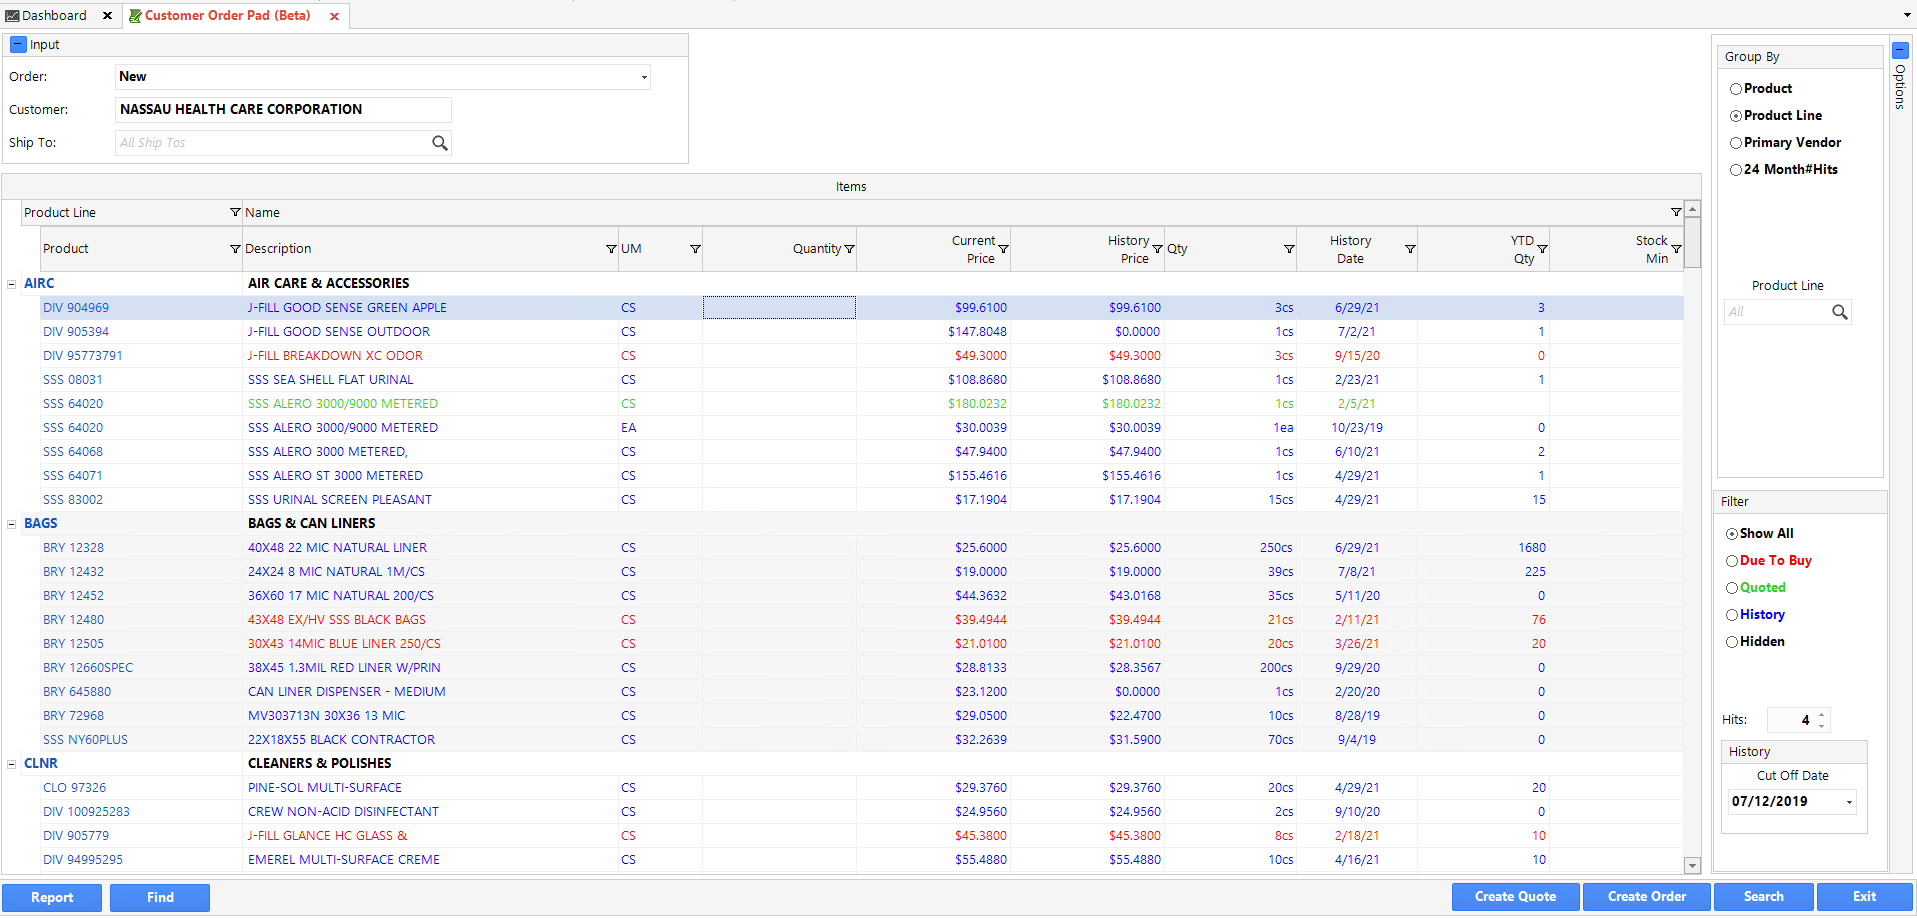 Dashboard × Customer Order Pad (Beta) ×
Input
Order: New
Customer: NASSAU HEALTH CARE CORPORATION
Ship To: All Ship Tos
Items
Product Line Name
Product Description UM Quantity Current Price History Price Qty History Date YTD Qty Stock Min
AIRC AIR CARE & ACCESSORIES
DIV 904969 J-FILL GOOD SENSE GREEN APPLE CS $99.6100 $99.6100 3cs 6/29/21 3
DIV 905394 J-FILL GOOD SENSE OUTDOOR CS $147.8048 $0.0000 1cs 7/2/21 1
DIV 95773791 J-FILL BREAKDOWN XC ODOR CS $49.3000 $49.3000 3cs 9/15/20 0
SSS 08031 SSS SEA SHELL FLAT URINAL CS $108.8680 $108.8680 1cs 2/23/21 1
SSS 64020 SSS ALERO 3000/9000 METERED CS $180.0232 $180.0232 1cs 2/5/21
SSS 64020 SSS ALERO 3000/9000 METERED EA $30.0039 $30.0039 1ea 10/23/19 0
SSS 64068 SSS ALERO 3000 METERED, CS $47.9400 $47.9400 1cs 6/10/21 2
SSS 64071 SSS ALERO ST 3000 METERED CS $155.4616 $155.4616 1cs 4/29/21 1
SSS 83002 SSS URINAL SCREEN PLEASANT CS $17.1904 $17.1904 15cs 4/29/21 15
BAGS BAGS & CAN LINERS
BRY 12328 40X48 22 MIC NATURAL LINER CS $25.6000 $25.6000 250cs 6/29/21 1680
BRY 12432 24X24 8 MIC NATURAL 1M/CS CS $19.0000 $19.0000 39cs 7/8/21 225
BRY 12452 36X60 17 MIC NATURAL 200/CS CS $44.3632 $43.0168 35cs 5/11/20 0
BRY 12480 43X48 EX/HV SSS BLACK BAGS CS $39.4944 $39.4944 21cs 2/11/21 76
BRY 12505 30X43 14MIC BLUE LINER 250/CS CS $21.0100 $21.0100 20cs 3/26/21 20
BRY 12660SPEC 38X45 1.3MIL RED LINER W/PRIN CS $28.8133 $28.3567 200cs 9/29/20 0
BRY 645880 CAN LINER DISPENSER - MEDIUM CS $23.1200 $0.0000 1cs 2/20/20 0
BRY 72968 MV303713N 30X36 13 MIC CS $29.0500 $22.4700 10cs 8/28/19 0
SSS NY60PLUS 22X18X55 BLACK CONTRACTOR CS $32.2639 $31.5900 70cs 9/4/19 0
CLNR CLEANERS & POLISHES
CLO 97326 PINE-SOL MULTI-SURFACE CS $29.3760 $29.3760 20cs 4/29/21 20
DIV 100925283 CREW NON-ACID DISINFECTANT CS $24.9560 $24.9560 2cs 9/10/20 0
DIV 905779 J-FILL GLANCE HC GLASS & CS $45.3800 $45.3800 8cs 2/18/21 10
DIV 94995295 EMEREL MULTI-SURFACE CREME CS $55.4880 $55.4880 10cs 4/16/21 10
Group By
Product
Product Line
Primary Vendor
24 Month#Hits
Product Line
All
Options
Filter
Show All
Due To Buy
Quoted
History
Hidden
Hits: 4
History
Cut Off Date
07/12/2019
Report Find Create Quote Create Order Search Exit